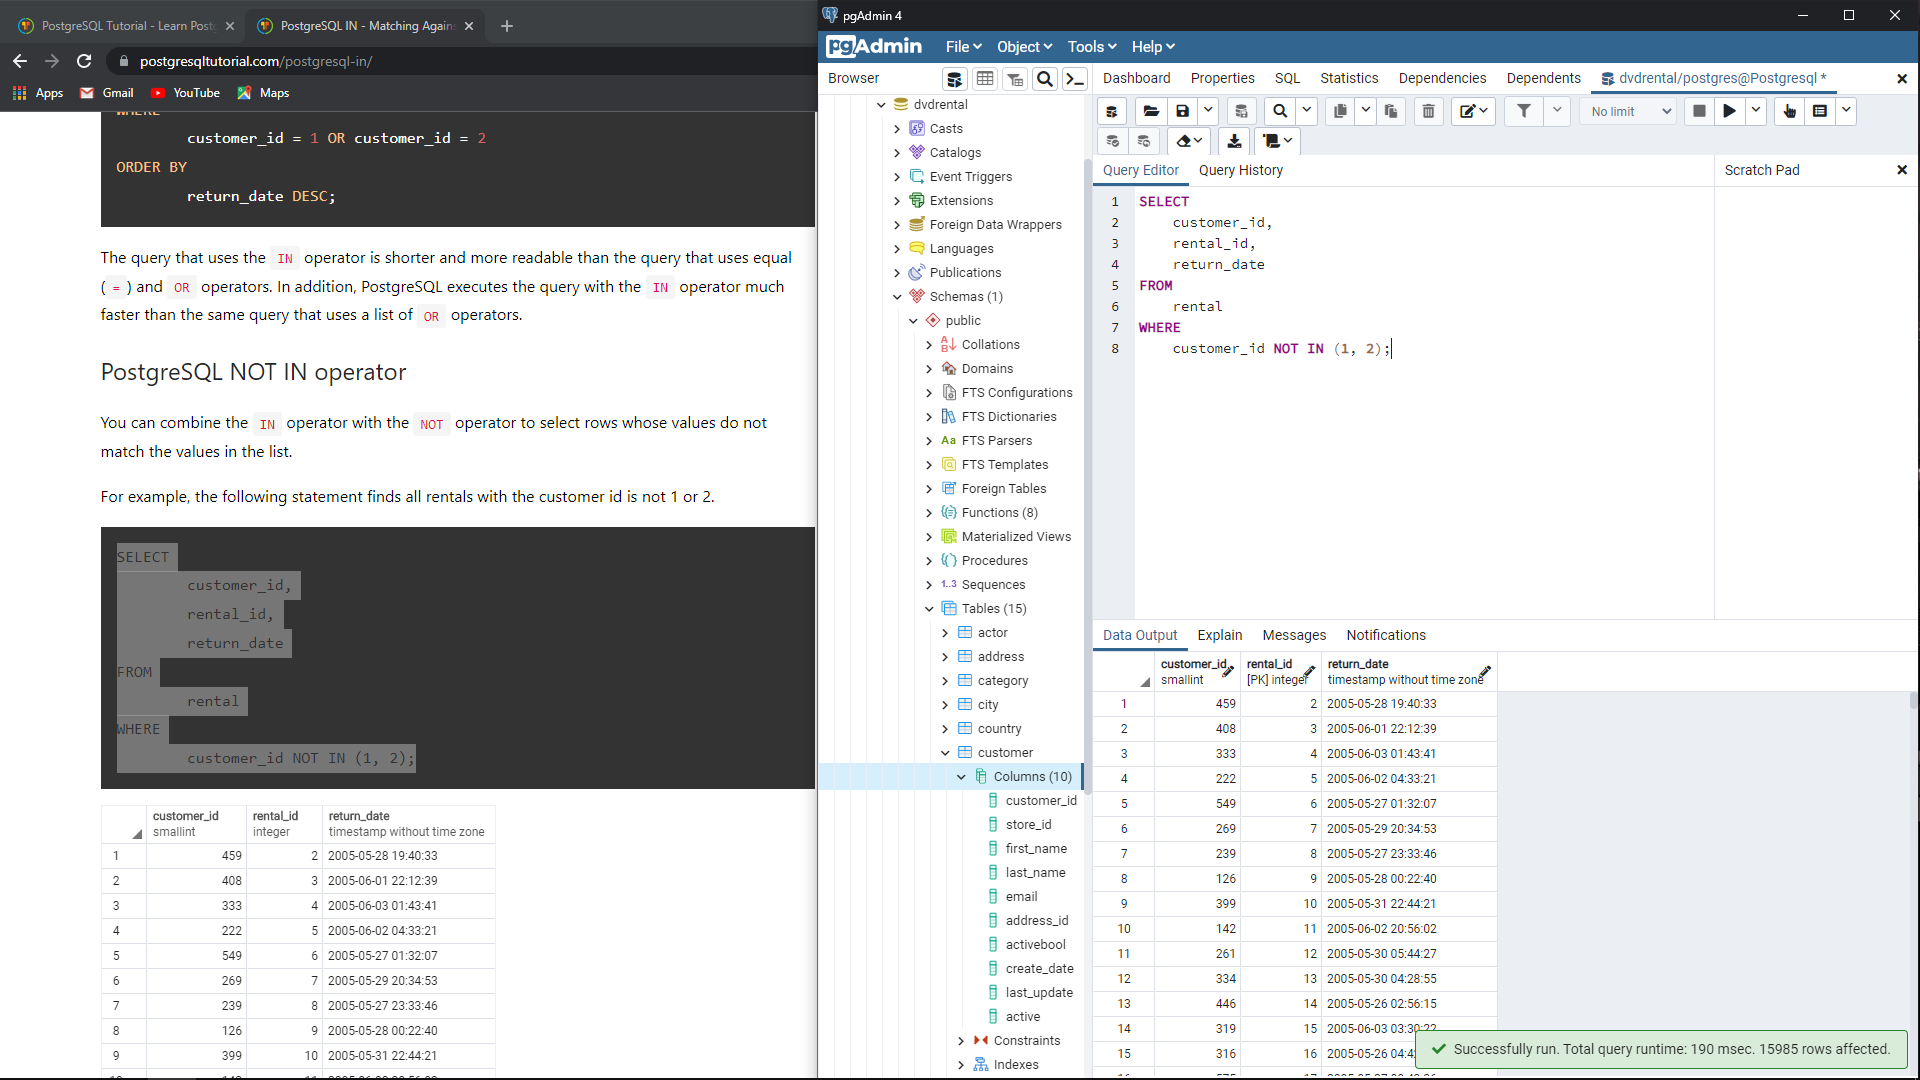 PostgreSQL Tutorial - Learn Post
PostgreSQL IN - Matching Again
postgresqltutorial.com/postgresql-in/
Apps
Gmail
YouTube
Maps
WHERE
customer_id = 1 OR customer_id = 2
ORDER BY
return_date DESC;
The query that uses the IN operator is shorter and more readable than the query that uses equal
( = ) and OR operators. In addition, PostgreSQL executes the query with the IN operator much
faster than the same query that uses a list of OR operators.
PostgreSQL NOT IN operator
You can combine the IN operator with the NOT operator to select rows whose values do not
match the values in the list.
For example, the following statement finds all rentals with the customer id is not 1 or 2.
SELECT
customer_id,
rental_id,
return_date
FROM
rental
WHERE
customer_id NOT IN (1, 2);
customer_id rental_id return_date
smallint integer timestamp without time zone
1 459 2 2005-05-28 19:40:33
2 408 3 2005-06-01 22:12:39
3 333 4 2005-06-03 01:43:41
4 222 5 2005-06-02 04:33:21
5 549 6 2005-05-27 01:32:07
6 269 7 2005-05-29 20:34:53
7 239 8 2005-05-27 23:33:46
8 126 9 2005-05-28 00:22:40
9 399 10 2005-05-31 22:44:21
pgAdmin 4
pgAdmin
File Object Tools Help
Browser
Dashboard Properties SQL Statistics Dependencies Dependents dvdrental/postgres@Postgresql *
dvdrental
Casts
Catalogs
Event Triggers
Extensions
Foreign Data Wrappers
Languages
Publications
Schemas (1)
public
Collations
Domains
FTS Configurations
FTS Dictionaries
Aa FTS Parsers
FTS Templates
Foreign Tables
Functions (8)
Materialized Views
Procedures
1..3 Sequences
Tables (15)
actor
address
category
city
country
customer
Columns (10)
customer_id
store_id
first_name
last_name
email
address_id
activebool
create_date
last_update
active
Constraints
Indexes
No limit
Query Editor Query History
Scratch Pad
1 SELECT
2 customer_id,
3 rental_id,
4 return_date
5 FROM
6 rental
7 WHERE
8 customer_id NOT IN (1, 2);
Data Output Explain Messages Notifications
customer_id rental_id return_date
smallint [PK] integer timestamp without time zone
1 459 2 2005-05-28 19:40:33
2 408 3 2005-06-01 22:12:39
3 333 4 2005-06-03 01:43:41
4 222 5 2005-06-02 04:33:21
5 549 6 2005-05-27 01:32:07
6 269 7 2005-05-29 20:34:53
7 239 8 2005-05-27 23:33:46
8 126 9 2005-05-28 00:22:40
9 399 10 2005-05-31 22:44:21
10 142 11 2005-06-02 20:56:02
11 261 12 2005-05-30 05:44:27
12 334 13 2005-05-30 04:28:55
13 446 14 2005-05-26 02:56:15
14 319 15 2005-06-03 03:30:22
15 316 16 2005-05-26 04:4
Successfully run. Total query runtime: 190 msec. 15985 rows affected.